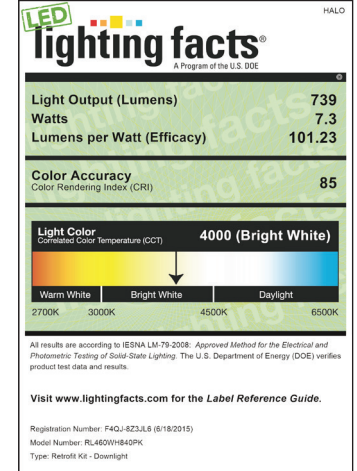 HALO
LED
lighting facts®
A Program of the U.S. DOE
Light Output (Lumens) 739
Watts 7.3
Lumens per Watt (Efficacy) 101.23
Color Accuracy
Color Rendering Index (CRI) 85
Light Color
Correlated Color Temperature (CCT) 4000 (Bright White)
Warm White Bright White Daylight
2700K 3000K 4500K 6500K
All results are according to IESNA LM-79-2008: Approved Method for the Electrical and
Photometric Testing of Solid-State Lighting. The U.S. Department of Energy (DOE) verifies
product test data and results.
Visit www.lightingfacts.com for the Label Reference Guide.
Registration Number: F4QJ-8Z3JL6 (6/18/2015)
Model Number: RL460WH840PK
Type: Retrofit Kit - Downlight